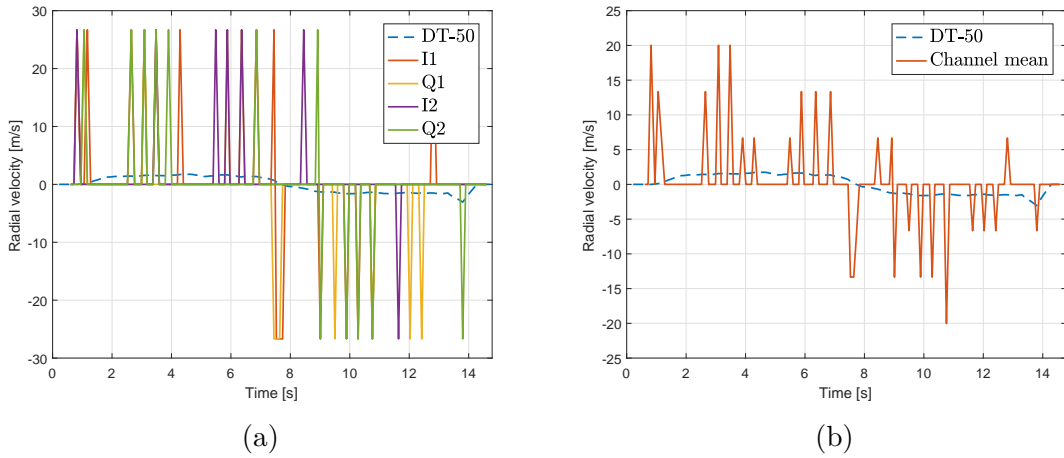 30
20
10
0
-10
-20
-30
Radial velocity [m/s]
0 2 4 6 8 10 12 14
Time [s]
DT-50
I1
Q1
I2
Q2
(a)
25
20
15
10
5
0
-5
-10
-15
-20
-25
Radial velocity [m/s]
0 2 4 6 8 10 12 14
Time [s]
DT-50
Channel mean
(b)